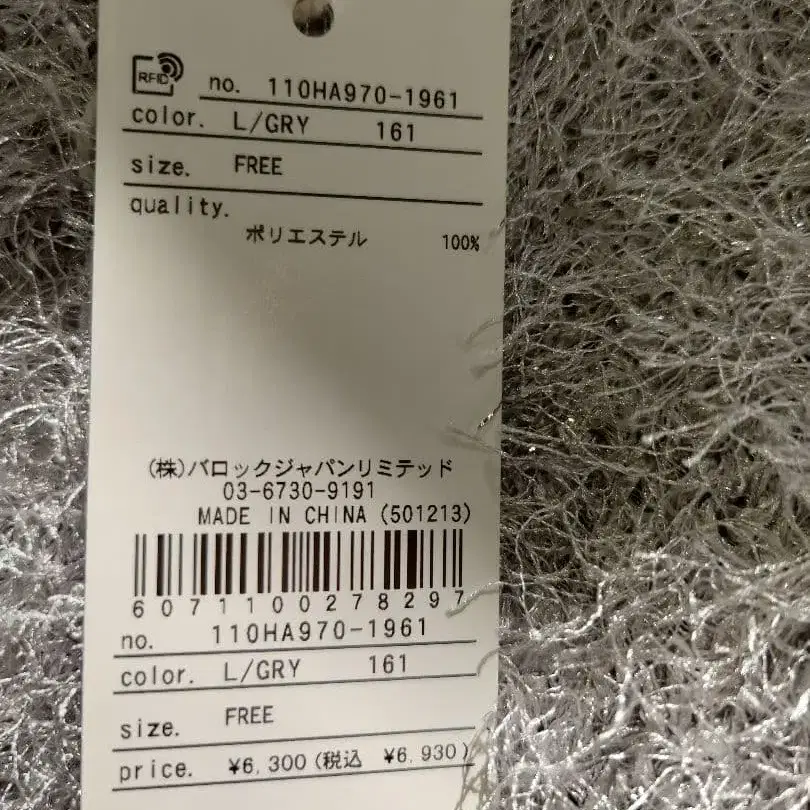 RFID
no. 110HA970-1961
color. L/GRY 161
size. FREE
quality.
ポリエステル 100%
(株)バロックジャパンリミテッド
03-6730-9191
MADE IN CHINA (501213)
6071100278297
no. 110HA970-1961
color. L/GRY 161
size. FREE
price. ¥6,300 (税込 ¥6,930)